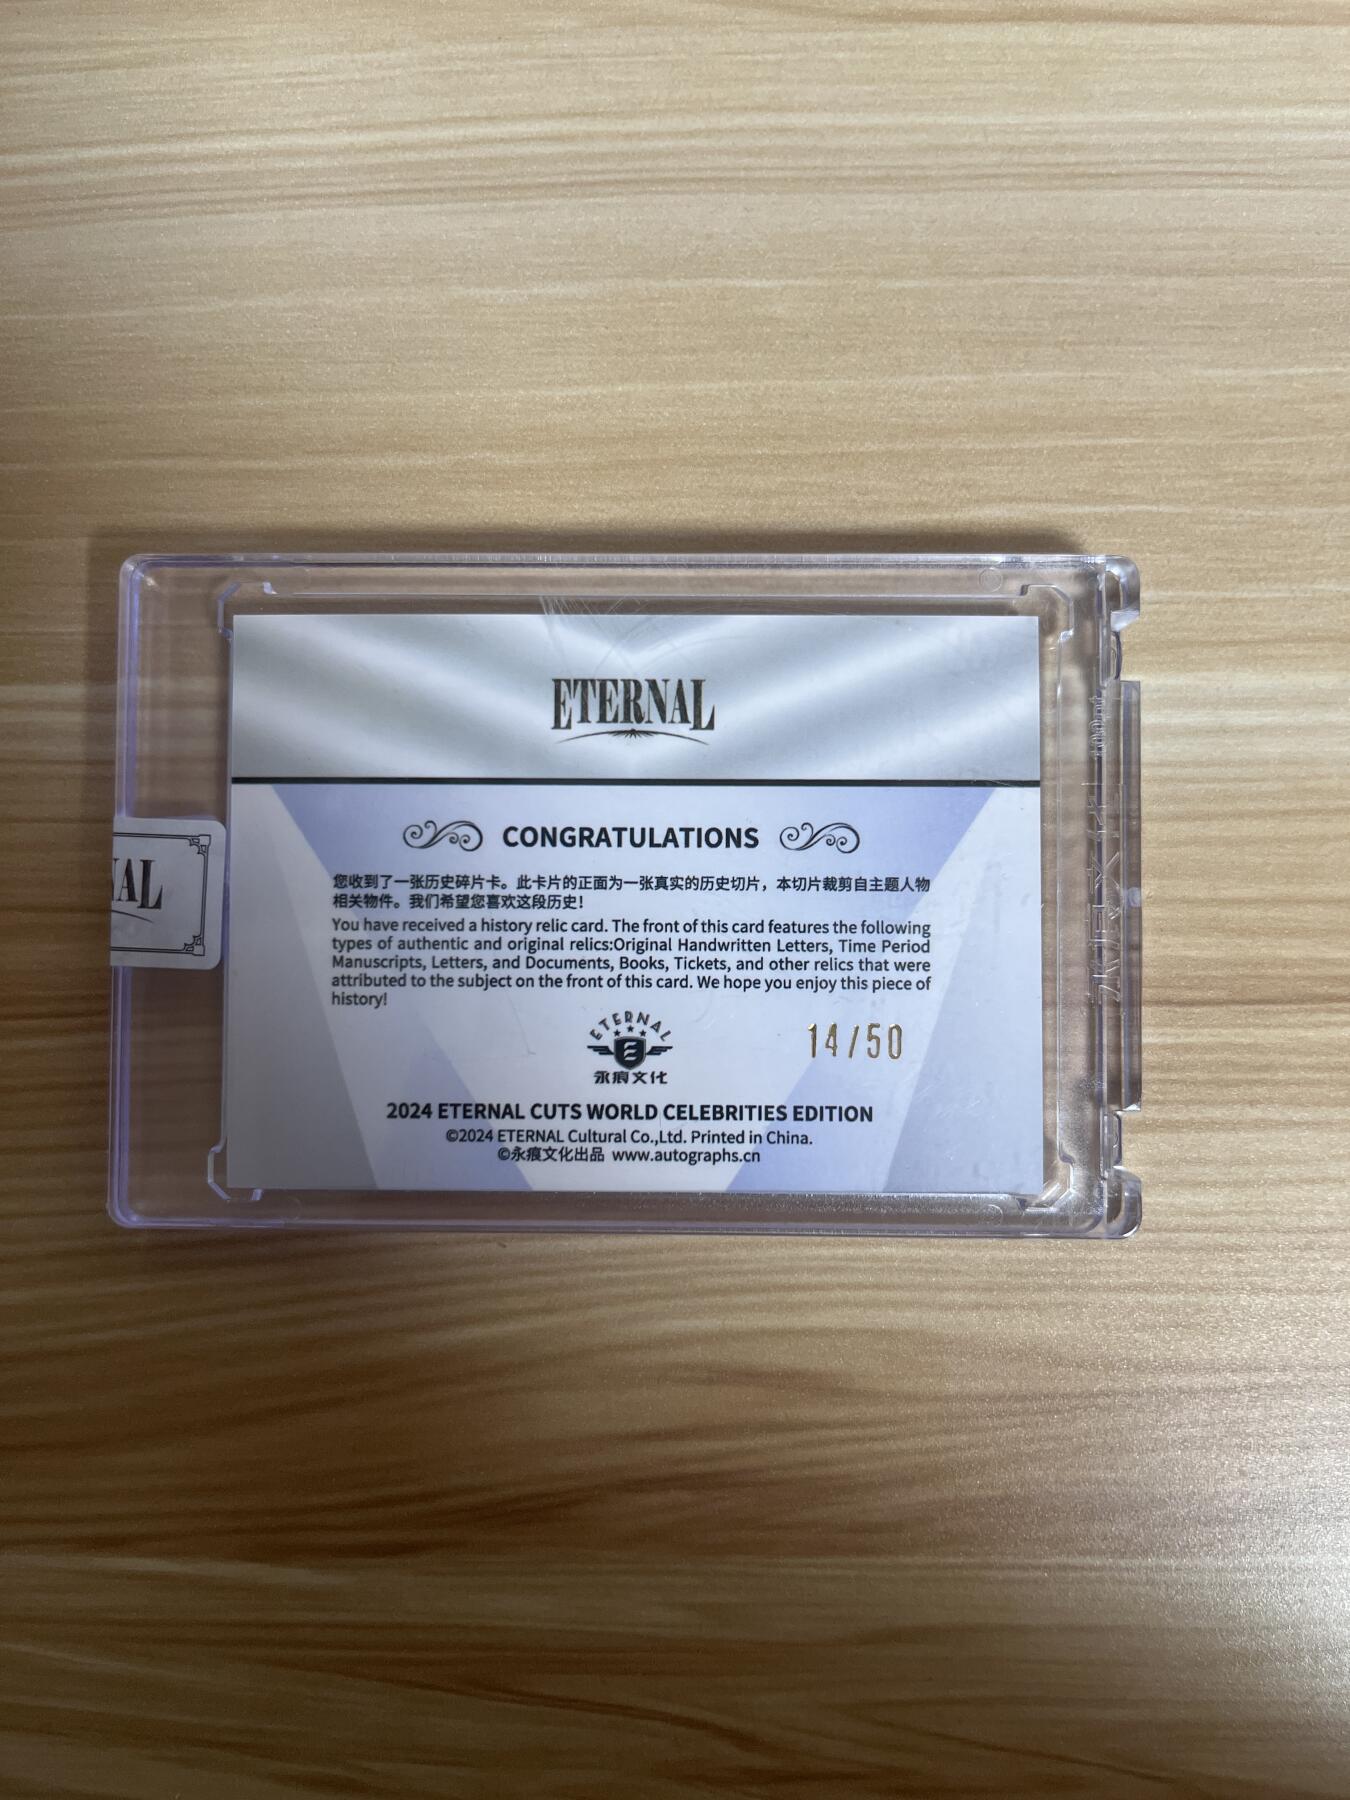 ETERNAL
CONGRATULATIONS
您收到了一张历史碎片卡。此卡片的正面为一张真实的历史切片，本切片裁剪自主题人物
相关物件。我们希望您喜欢这段历史！
You have received a history relic card. The front of this card features the following
types of authentic and original relics:Original Handwritten Letters, Time Period
Manuscripts, Letters, and Documents, Books, Tickets, and other relics that were
attributed to the subject on the front of this card. We hope you enjoy this piece of
history!
ETERNAL
永痕文化
14/50
2024 ETERNAL CUTS WORLD CELEBRITIES EDITION
©2024 ETERNAL Cultural Co.,Ltd. Printed in China.
©永痕文化出品 www.autographs.cn
NAL
永痕文化